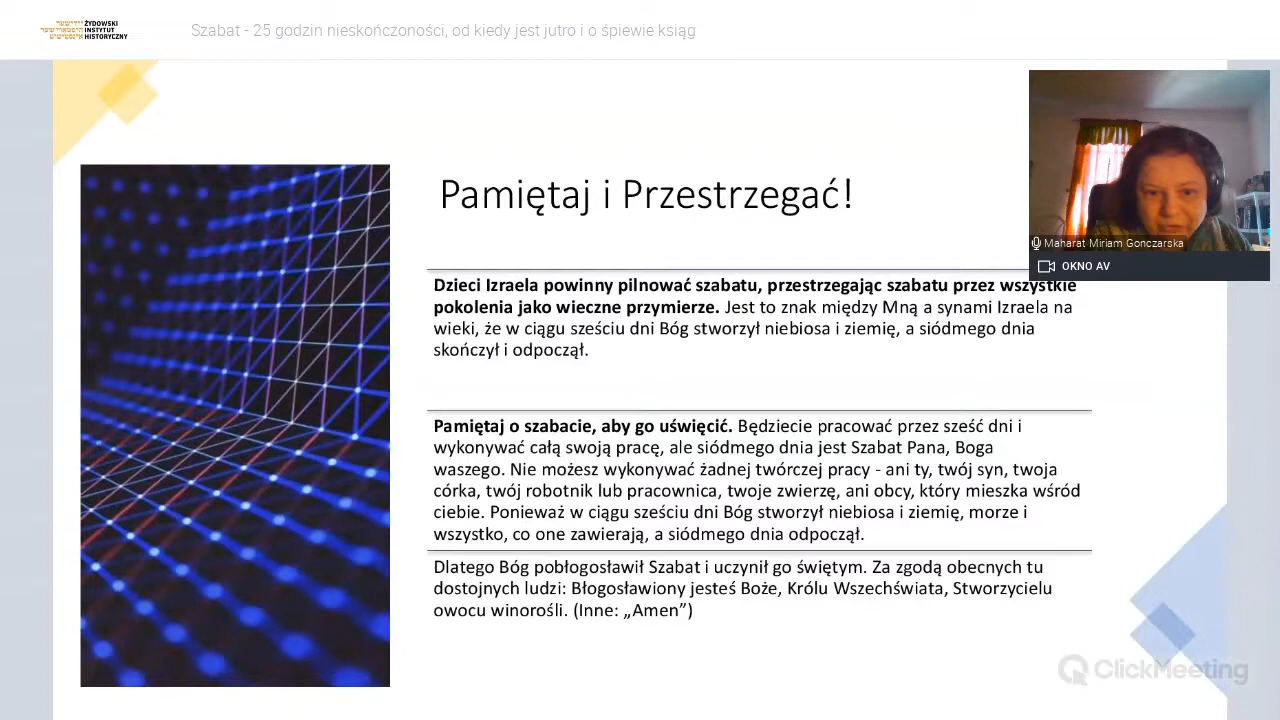 ŻYDOWSKI
INSTYTUT
HISTORYCZNY
Szabat - 25 godzin nieskończoności, od kiedy jest jutro i o śpiewie ksiąg
Maharat Miriam Gonczarska
OKNO AV
Pamiętaj i Przestrzegać!
Dzieci Izraela powinny pilnować szabatu, przestrzegając szabatu przez wszystkie
pokolenia jako wieczne przymierze. Jest to znak między Mną a synami Izraela na
wieki, że w ciągu sześciu dni Bóg stworzył niebiosa i ziemię, a siódmego dnia
skończył i odpoczął.
Pamiętaj o szabacie, aby go uświęcić. Będziecie pracować przez sześć dni i
wykonywać całą swoją pracę, ale siódmego dnia jest Szabat Pana, Boga
waszego. Nie możesz wykonywać żadnej twórczej pracy - ani ty, twój syn, twoja
córka, twój robotnik lub pracownica, twoje zwierzę, ani obcy, który mieszka wśród
ciebie. Ponieważ w ciągu sześciu dni Bóg stworzył niebiosa i ziemię, morze i
wszystko, co one zawierają, a siódmego dnia odpoczął.
Dlatego Bóg pobłogosławił Szabat i uczynił go świętym. Za zgodą obecnych tu
dostojnych ludzi: Błogosławiony jesteś Boże, Królu Wszechświata, Stworzycielu
owocu winorośli. (Inne: „Amen”)
ClickMeeting